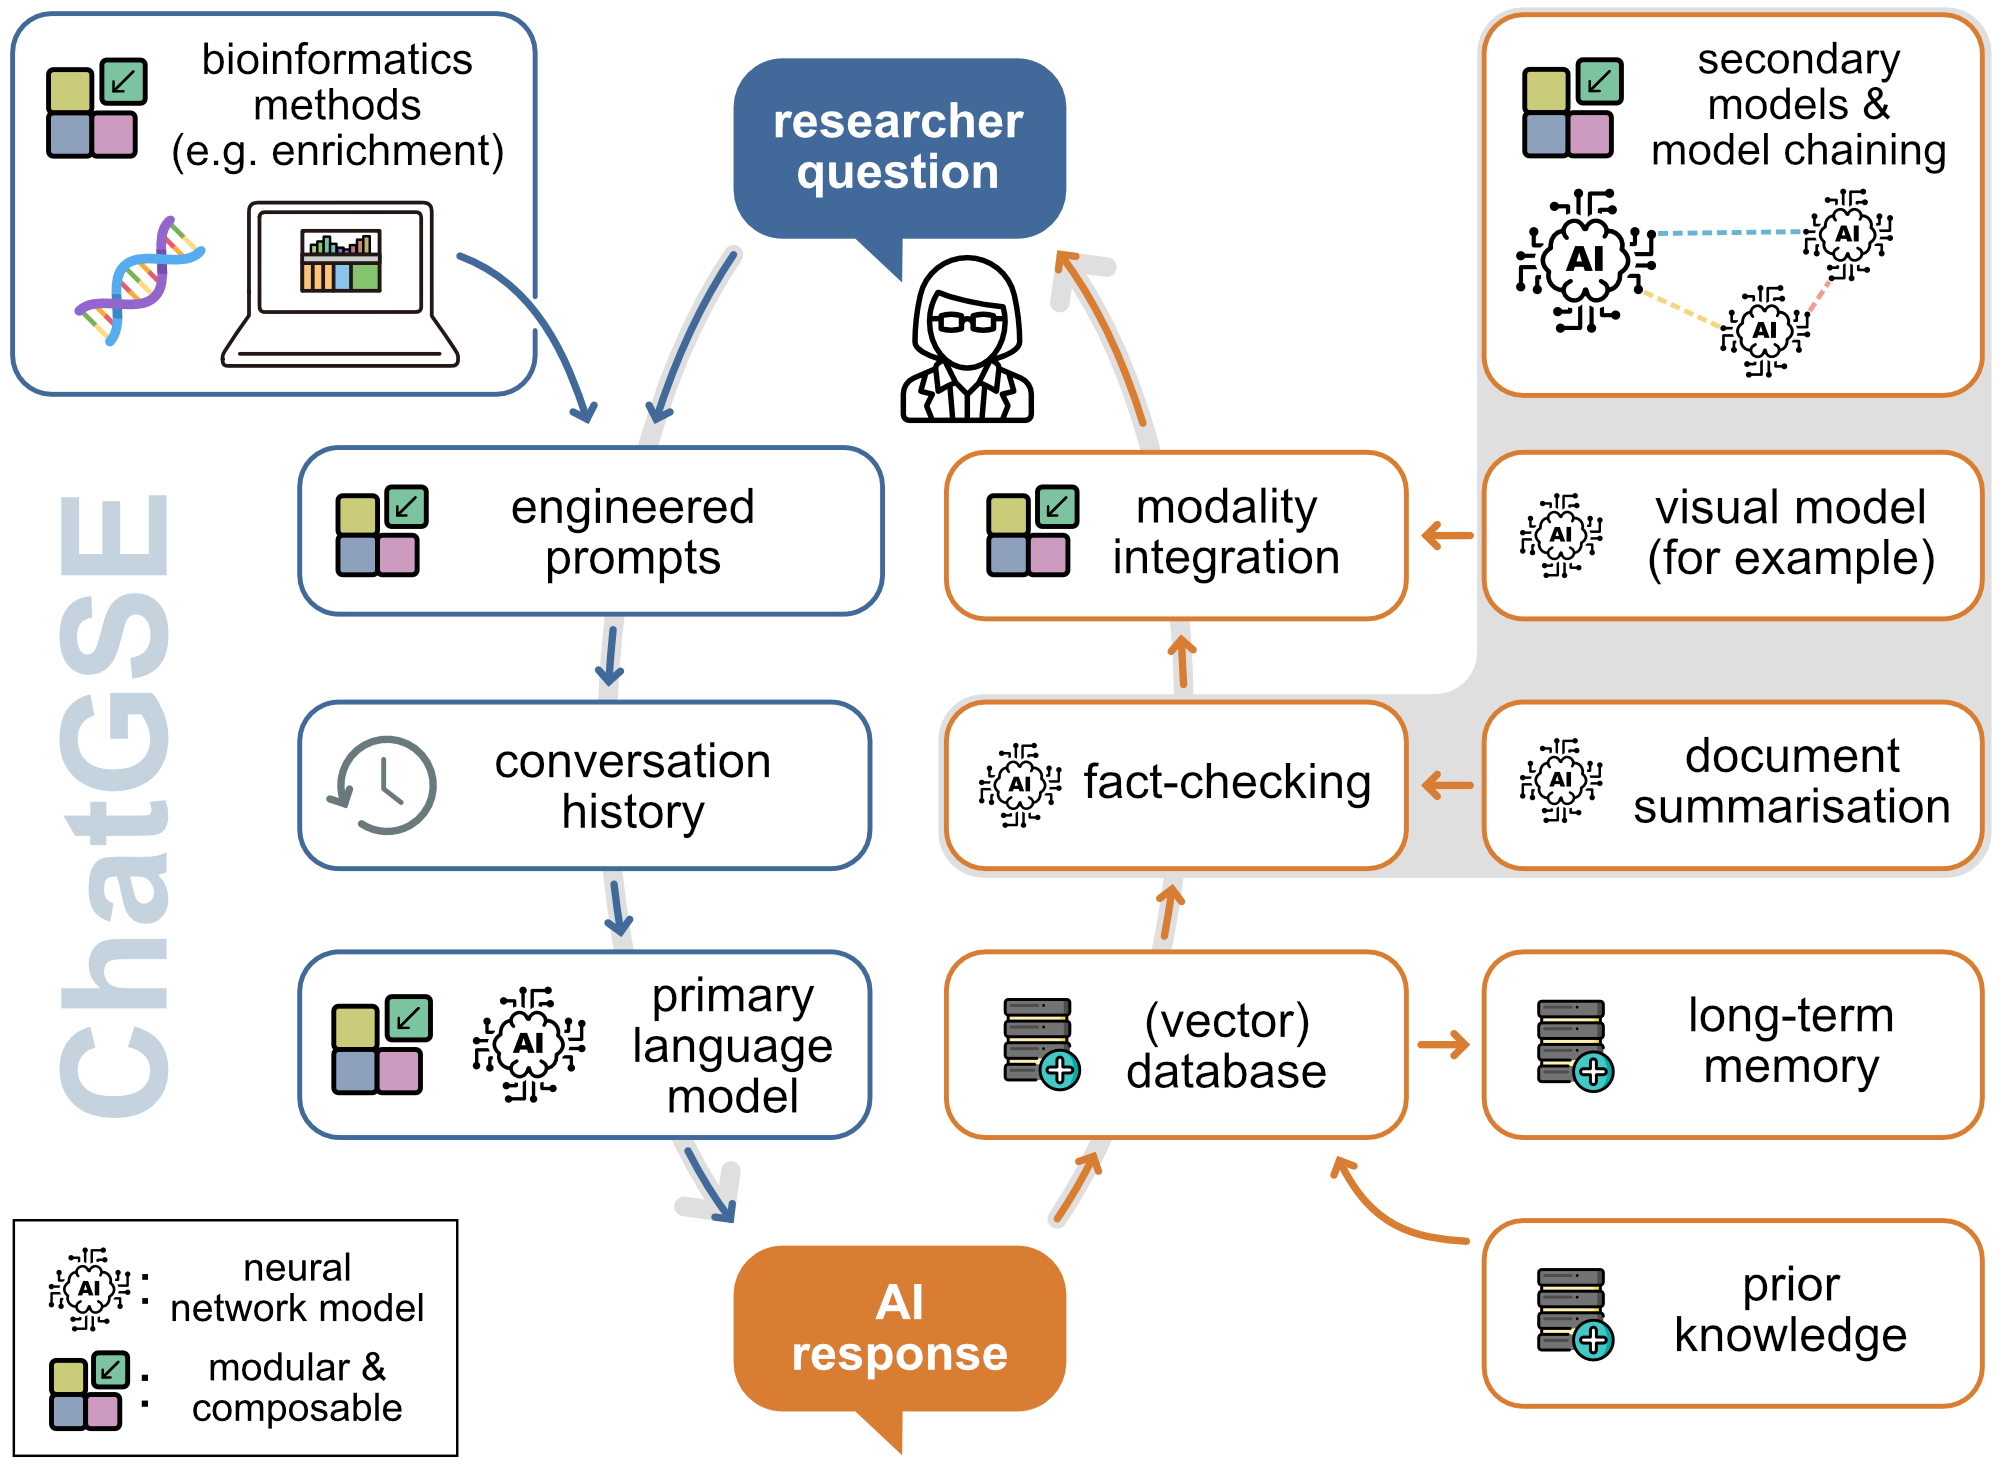 bioinformatics
methods
(e.g. enrichment)
researcher
question
secondary
models &
model chaining
AI
AI
AI
engineered
prompts
modality
integration
AI
visual model
(for example)
ChatGSE
conversation
history
AI
fact-checking
AI
document
summarisation
AI
primary
language
model
(vector)
database
long-term
memory
AI
response
prior
knowledge
AI
:
neural
network model
:
modular &
composable